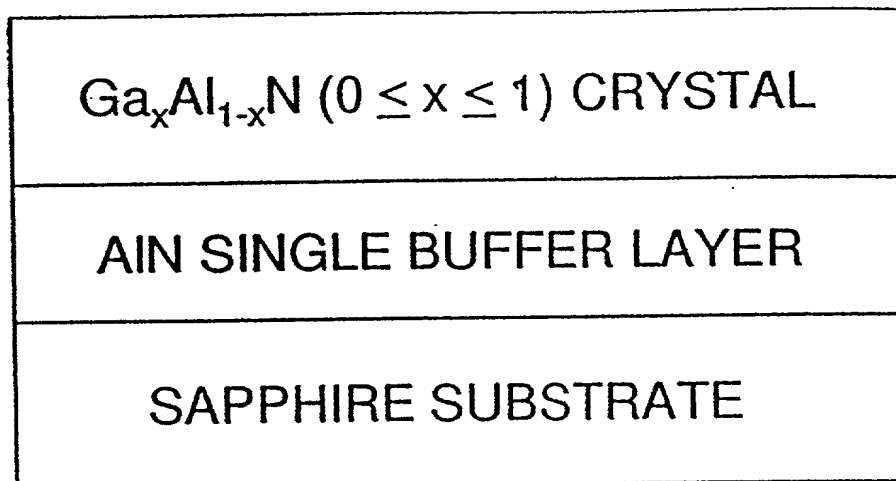 GaₓAl₁₋ₓN (0 ≤ x ≤ 1) CRYSTAL
AlN SINGLE BUFFER LAYER
SAPPHIRE SUBSTRATE